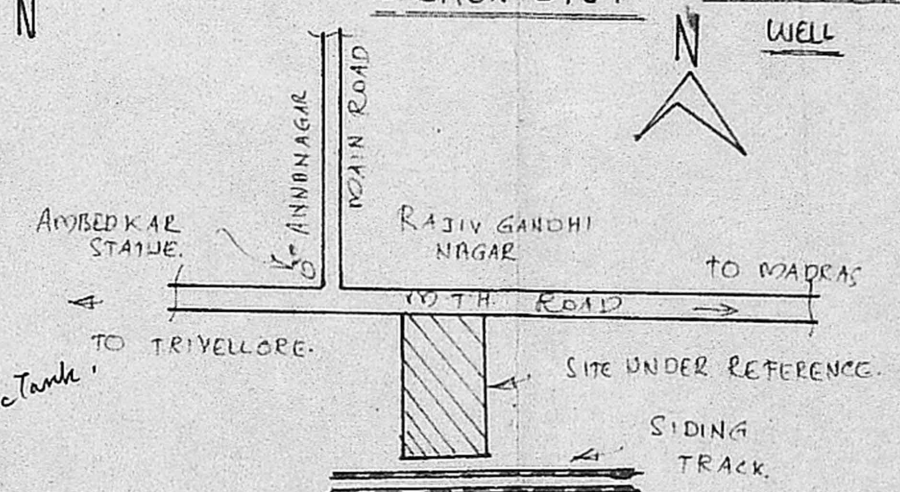 N
N
WELL
ANNANAGAR
MAIN ROAD
AMBEDKAR
STATUE.
RAJIV GANDHI
NAGAR
TO MADRAS
M T H. ROAD
TO TRIVELLORE.
Tank'
SITE UNDER REFERENCE.
SIDING
TRACK.